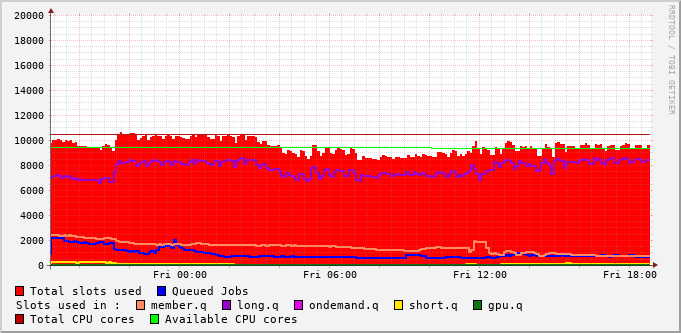 20000
18000
16000
14000
12000
10000
8000
6000
4000
2000
0
Fri 00:00 Fri 06:00 Fri 12:00 Fri 18:00
RRDTOOL / TOBI OETIKER
Total slots used Queued Jobs
Slots used in : member.q long.q ondemand.q short.q gpu.q
Total CPU cores Available CPU cores